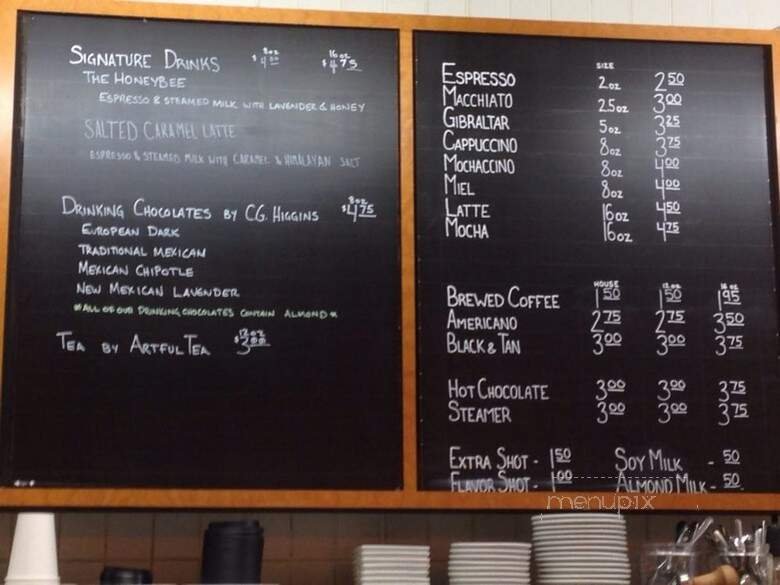 SIGNATURE DRINKS 8oz $4.50 16oz $4.75
THE HONEYBEE
ESPRESSO & STEAMED MILK WITH LAVENDER & HONEY
SALTED CARAMEL LATTE
ESPRESSO & STEAMED MILK WITH CARAMEL & HIMALAYAN SALT
DRINKING CHOCOLATES BY C.G. HIGGINS 8oz $4.75
EUROPEAN DARK
TRADITIONAL MEXICAN
MEXICAN CHIPOTLE
NEW MEXICAN LAVENDER
*ALL OF OUR DRINKING CHOCOLATES CONTAIN ALMOND*
TEA BY ARTFUL TEA 12oz $3.00
SIZE
ESPRESSO 2oz 2.50
MACCHIATO 2.5oz 3.00
GIBRALTAR 5oz 3.25
CAPPUCCINO 8oz 3.75
MOCHACCINO 8oz 4.00
MIEL 8oz 4.00
LATTE 16oz 4.50
MOCHA 16oz 4.75
HOUSE 12oz 16oz
BREWED COFFEE 1.50 1.50 1.95
AMERICANO 2.75 2.75 3.50
BLACK & TAN 3.00 3.00 3.75
HOT CHOCOLATE 3.00 3.00 3.75
STEAMER 3.00 3.00 3.75
EXTRA SHOT - 1.50 SOY MILK - .50
FLAVOR SHOT - 1.00 ALMOND MILK - .50
menupix